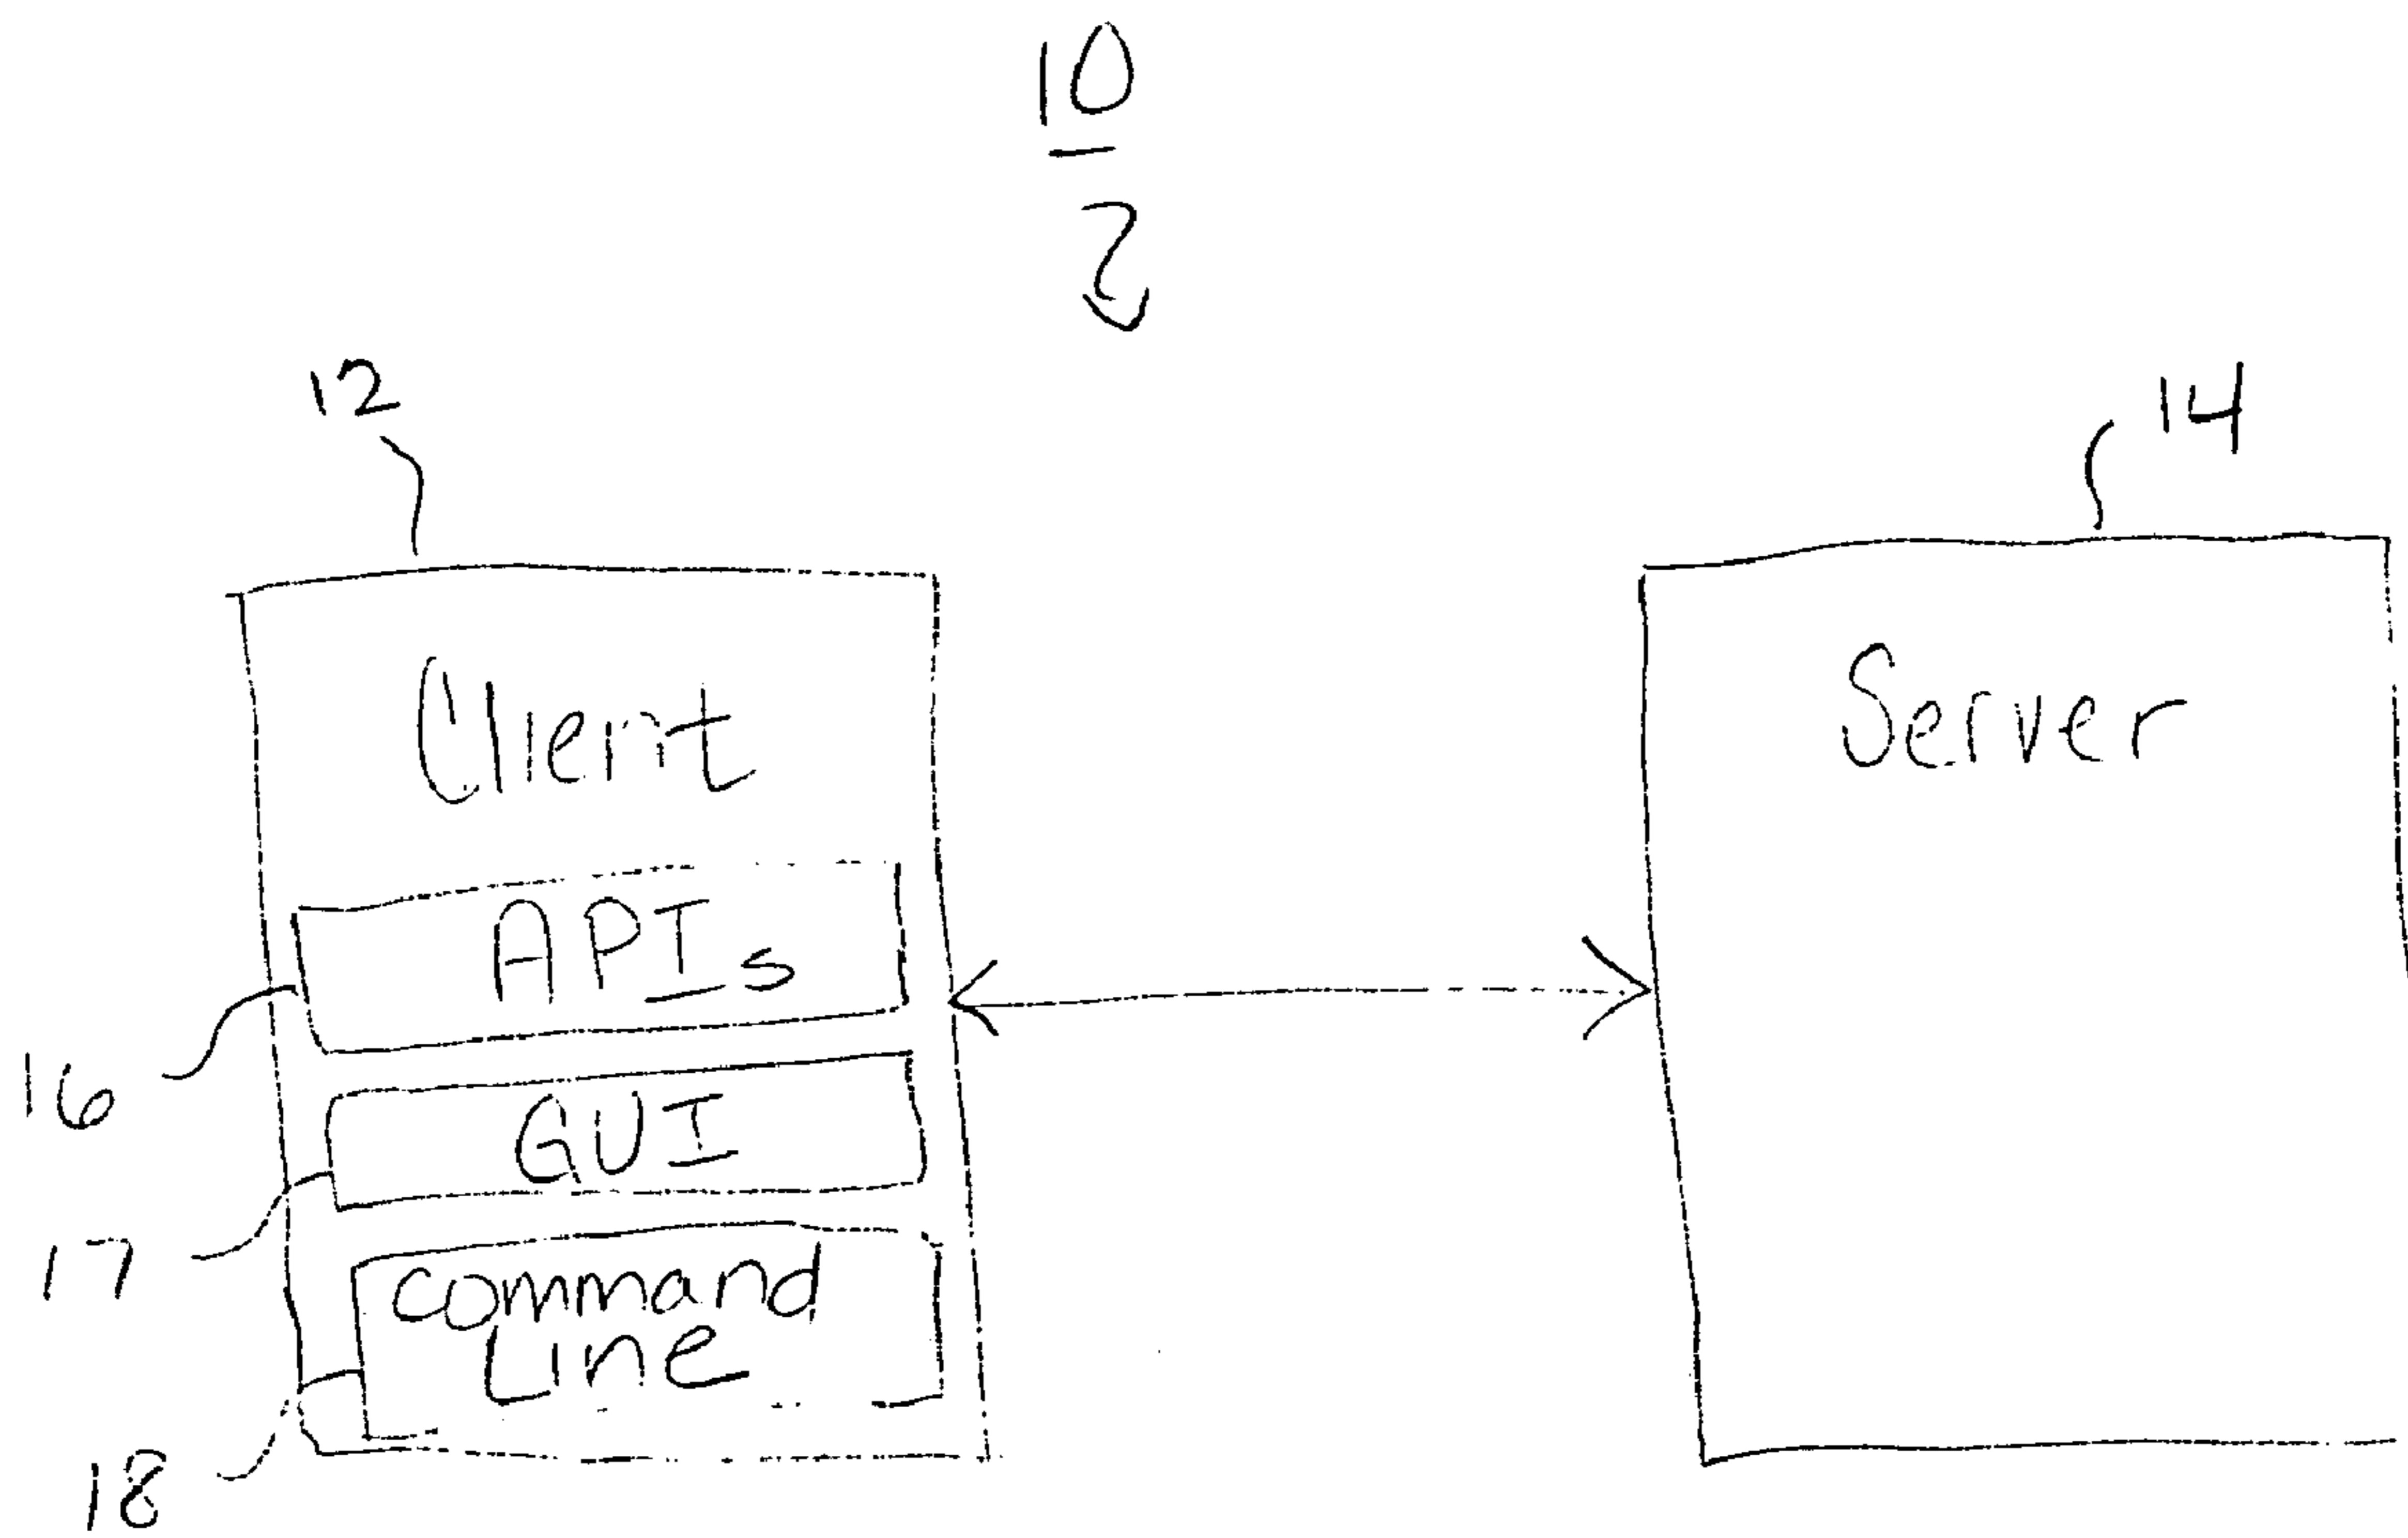 10
12
14
Client
Server
APIs
16
GUI
17
Command
Line
18